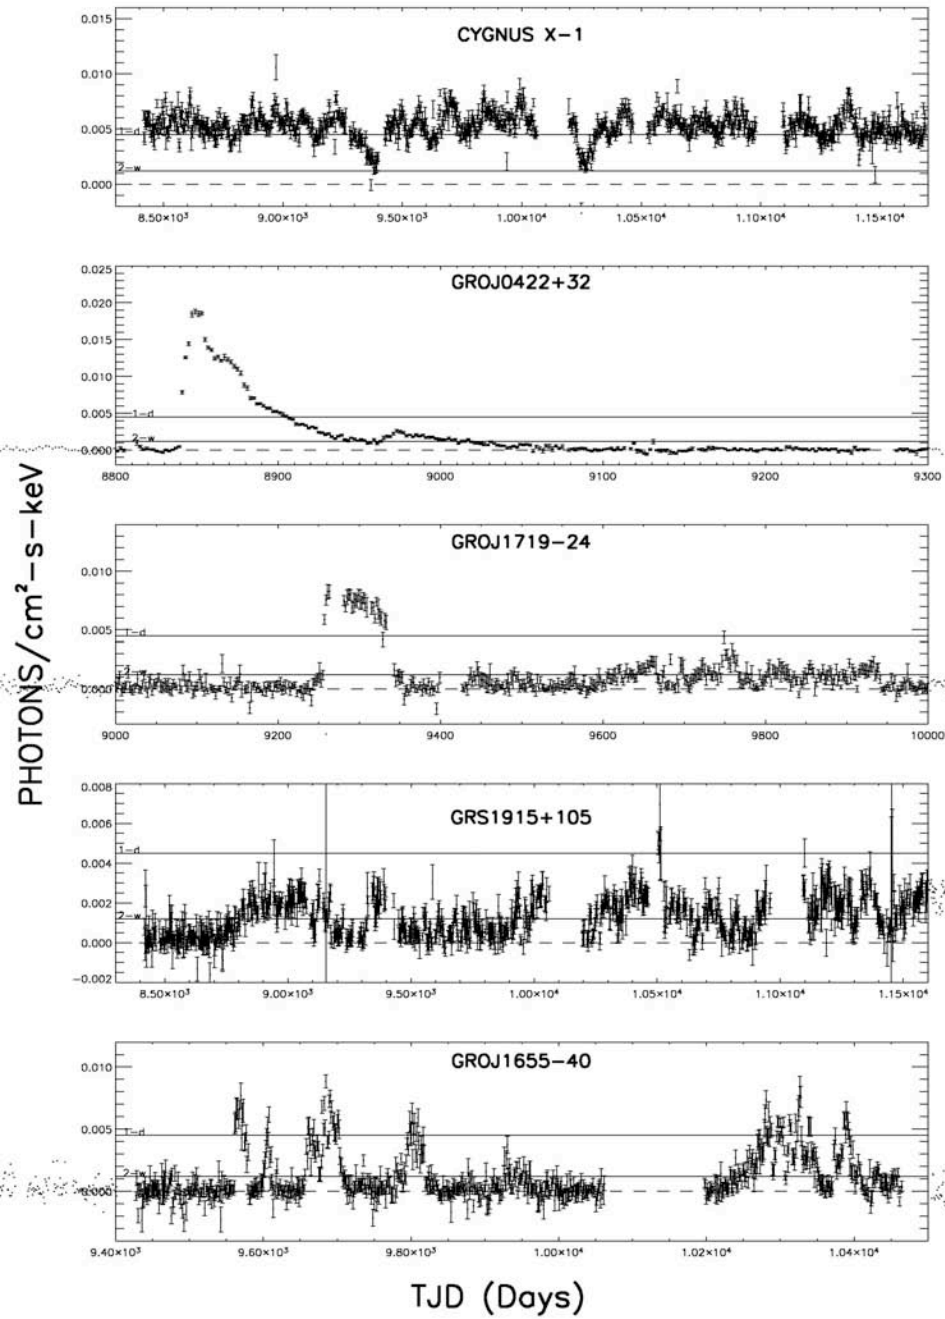 PHOTONS/cm²-s-keV
CYGNUS X-1
0.015
0.010
0.005
1-d
2-w
0.000
8.50×10³ 9.00×10³ 9.50×10³ 1.00×10⁴ 1.05×10⁴ 1.10×10⁴ 1.15×10⁴
GROJ0422+32
0.025
0.020
0.015
0.010
0.005
1-d
2-w
0.000
8800 8900 9000 9100 9200 9300
GROJ1719-24
0.010
0.005
1-d
0.000
9000 9200 9400 9600 9800 10000
GRS1915+105
0.008
0.006
0.004
1-d
0.002
2-w
0.000
-0.002
8.50×10³ 9.00×10³ 9.50×10³ 1.00×10⁴ 1.05×10⁴ 1.10×10⁴ 1.15×10⁴
GROJ1655-40
0.010
0.005
1-d
0.000
9.40×10³ 9.60×10³ 9.80×10³ 1.00×10⁴ 1.02×10⁴ 1.04×10⁴
TJD (Days)